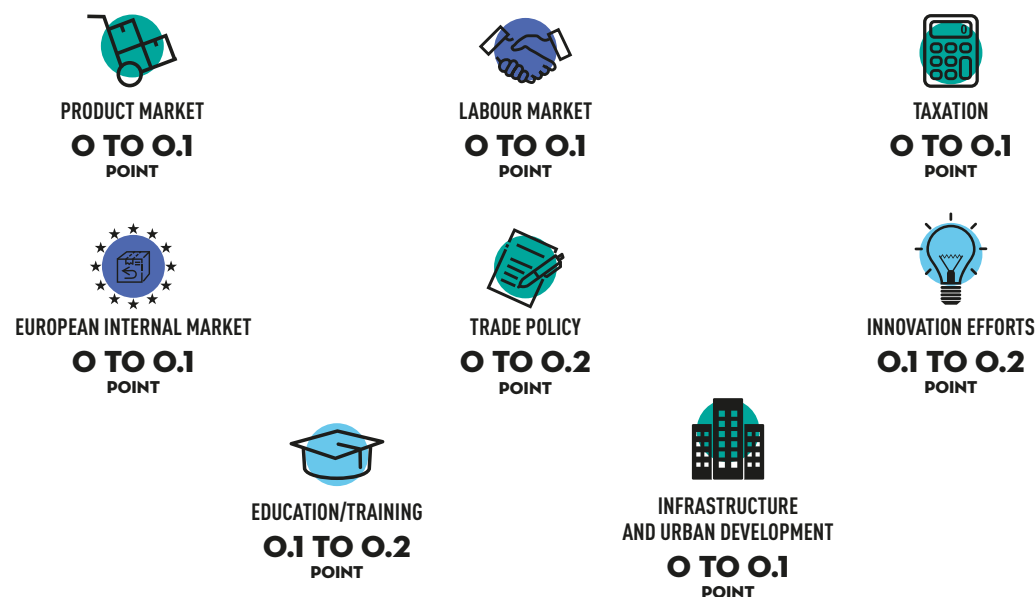 PRODUCT MARKET
0 TO 0.1
POINT
LABOUR MARKET
0 TO 0.1
POINT
TAXATION
0 TO 0.1
POINT
EUROPEAN INTERNAL MARKET
0 TO 0.1
POINT
TRADE POLICY
0 TO 0.2
POINT
INNOVATION EFFORTS
0.1 TO 0.2
POINT
EDUCATION/TRAINING
0.1 TO 0.2
POINT
INFRASTRUCTURE
AND URBAN DEVELOPMENT
0 TO 0.1
POINT